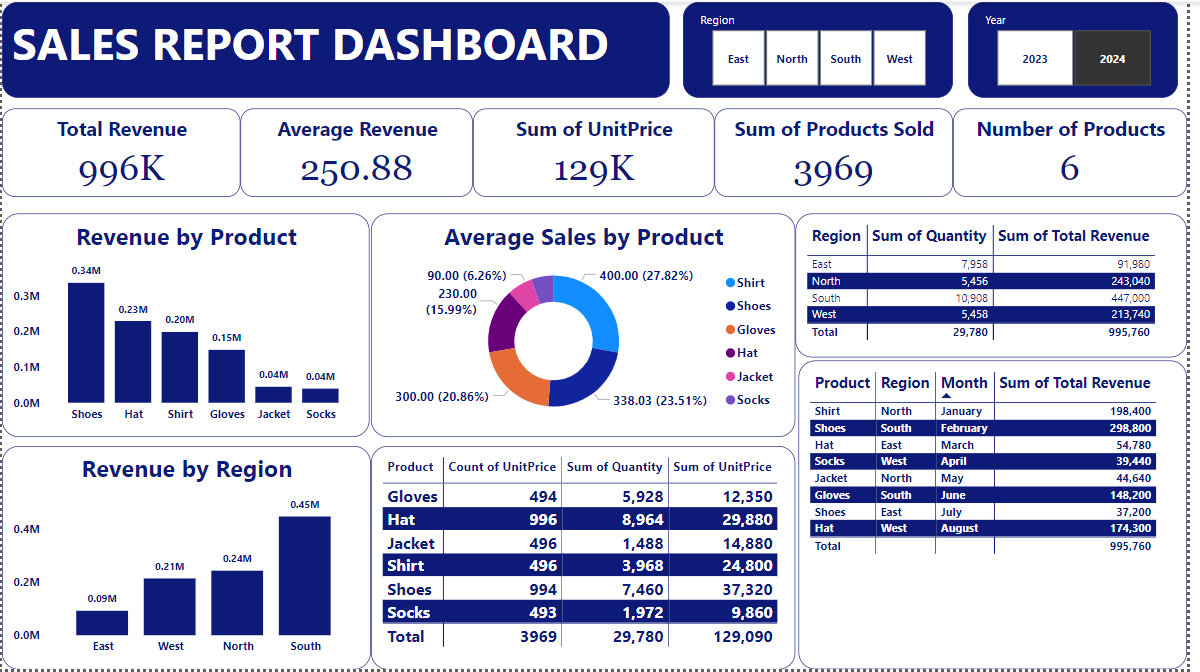 SALES REPORT DASHBOARD
Region
East North South West
Year
2023 2024
Total Revenue
996K
Average Revenue
250.88
Sum of UnitPrice
129K
Sum of Products Sold
3969
Number of Products
6
Revenue by Product
0.3M
0.2M
0.1M
0.0M
0.34M
0.23M
0.20M
0.15M
0.04M
0.04M
Shoes Hat Shirt Gloves Jacket Socks
Average Sales by Product
90.00 (6.26%)
400.00 (27.82%)
230.00
(15.99%)
300.00 (20.86%)
338.03 (23.51%)
Shirt
Shoes
Gloves
Hat
Jacket
Socks
Region Sum of Quantity Sum of Total Revenue
East 7,958 91,980
North 5,456 243,040
South 10,908 447,000
West 5,458 213,740
Total 29,780 995,760
Revenue by Region
0.4M
0.2M
0.0M
0.09M
0.21M
0.24M
0.45M
East West North South
Product Count of UnitPrice Sum of Quantity Sum of UnitPrice
Gloves 494 5,928 12,350
Hat 996 8,964 29,880
Jacket 496 1,488 14,880
Shirt 496 3,968 24,800
Shoes 994 7,460 37,320
Socks 493 1,972 9,860
Total 3969 29,780 129,090
Product Region Month Sum of Total Revenue
Shirt North January 198,400
Shoes South February 298,800
Hat East March 54,780
Socks West April 39,440
Jacket North May 44,640
Gloves South June 148,200
Shoes East July 37,200
Hat West August 174,300
Total 995,760